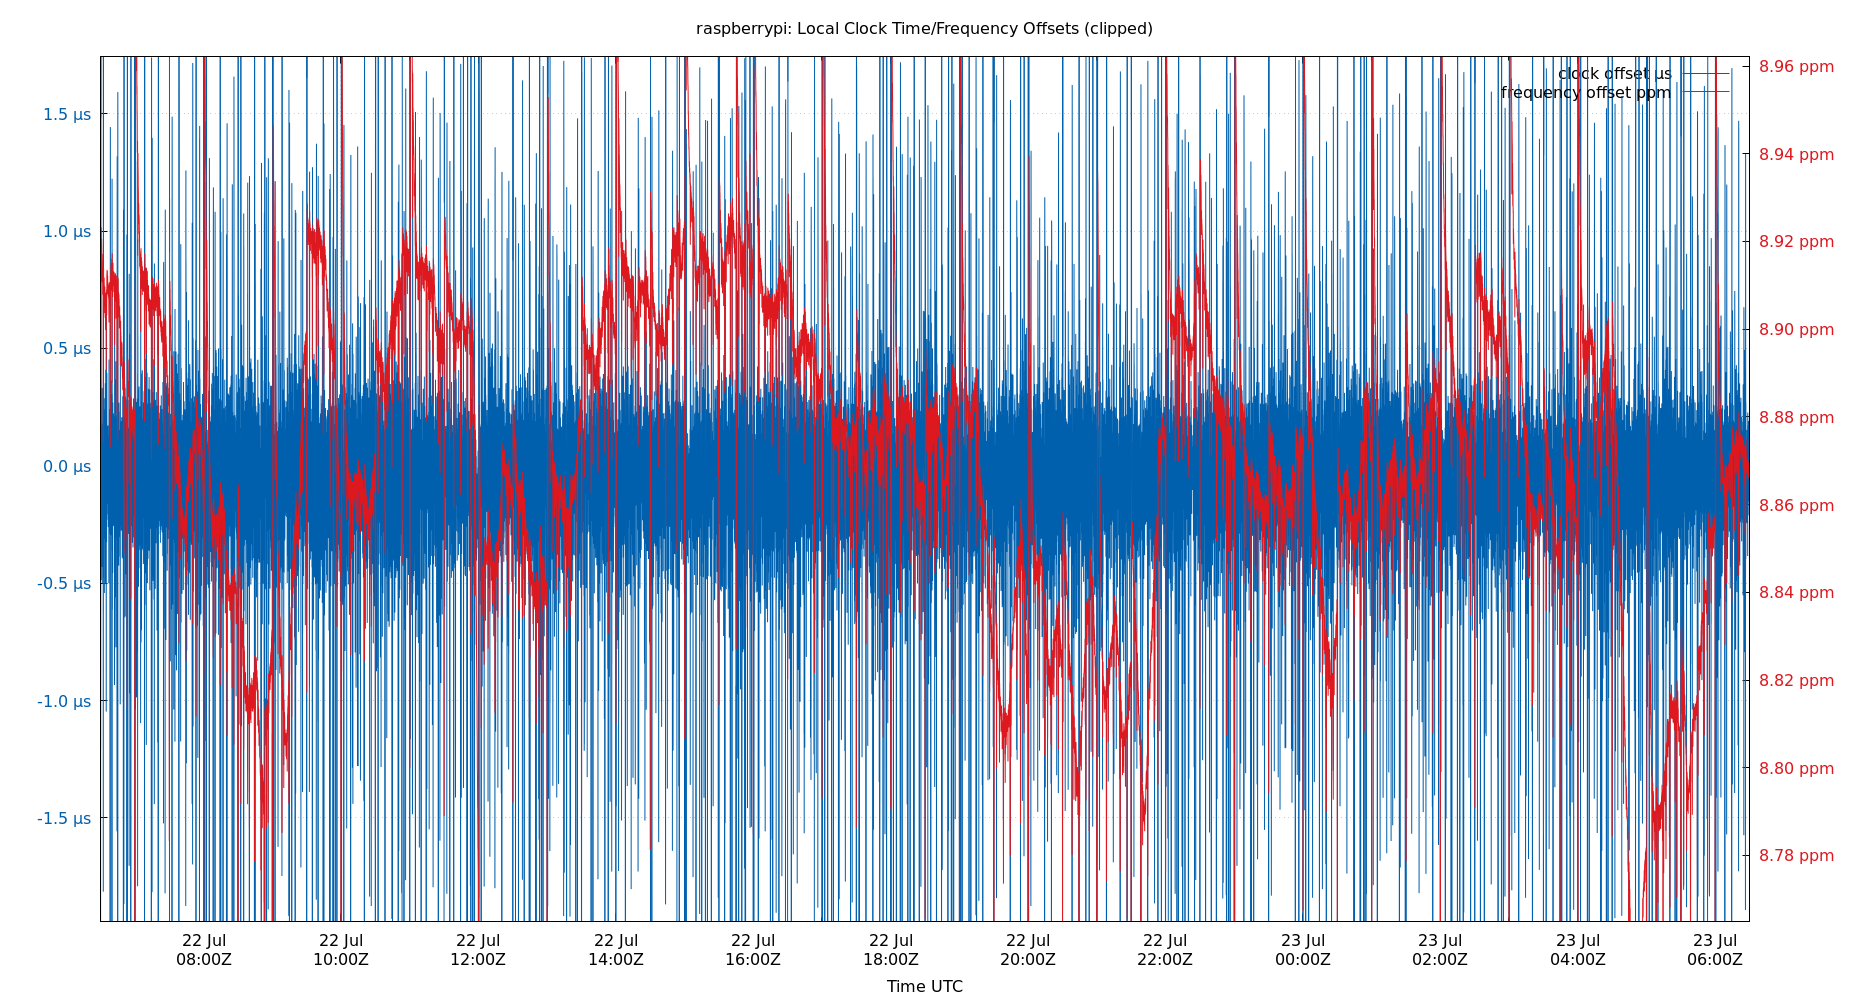 raspberrypi: Local Clock Time/Frequency Offsets (clipped)
clock offset µs
frequency offset ppm
1.5 µs
1.0 µs
0.5 µs
0.0 µs
-0.5 µs
-1.0 µs
-1.5 µs
8.96 ppm
8.94 ppm
8.92 ppm
8.90 ppm
8.88 ppm
8.86 ppm
8.84 ppm
8.82 ppm
8.80 ppm
8.78 ppm
22 Jul 22 Jul 22 Jul 22 Jul 22 Jul 22 Jul 22 Jul 22 Jul 23 Jul 23 Jul 23 Jul 23 Jul
08:00Z 10:00Z 12:00Z 14:00Z 16:00Z 18:00Z 20:00Z 22:00Z 00:00Z 02:00Z 04:00Z 06:00Z
Time UTC